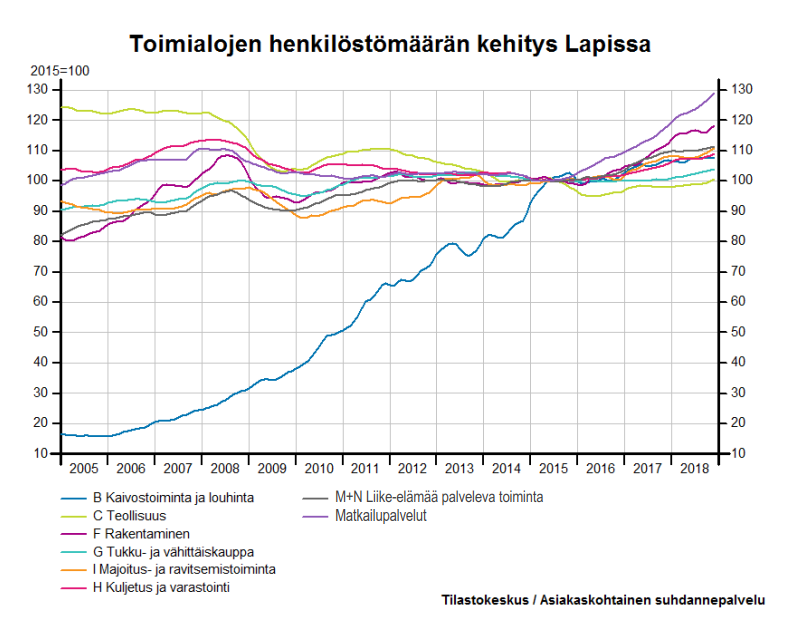 Toimialojen henkilöstömäärän kehitys Lapissa
2015=100
130 130
120 120
110 110
100 100
90 90
80 80
70 70
60 60
50 50
40 40
30 30
20 20
10 10
2005 2006 2007 2008 2009 2010 2011 2012 2013 2014 2015 2016 2017 2018
B Kaivostoiminta ja louhinta
C Teollisuus
F Rakentaminen
G Tukku- ja vähittäiskauppa
I Majoitus- ja ravitsemistoiminta
H Kuljetus ja varastointi
M+N Liike-elämää palveleva toiminta
Matkailupalvelut
Tilastokeskus / Asiakaskohtainen suhdannepalvelu